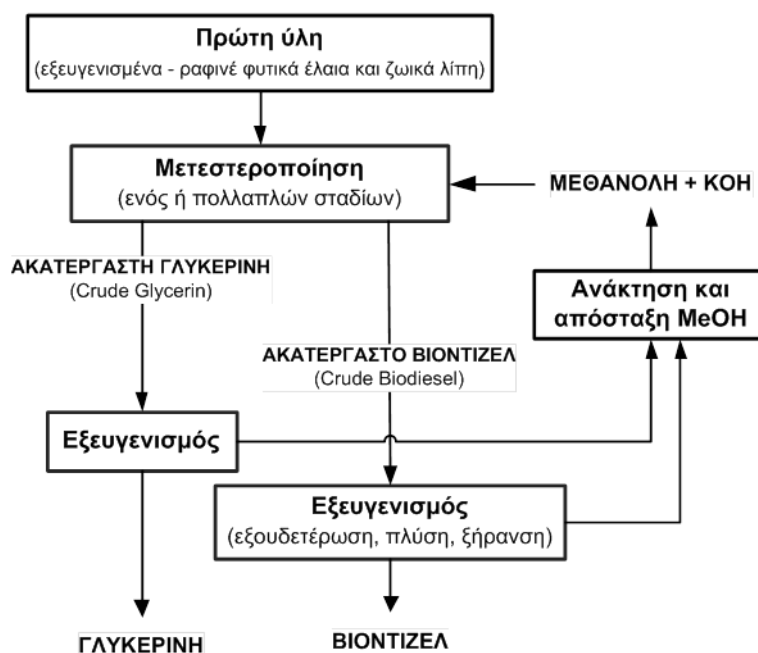 Πρώτη ύλη
(εξευγενισμένα - ραφινέ φυτικά έλαια και ζωικά λίπη)
Μετεστεροποίηση
(ενός ή πολλαπλών σταδίων)
ΜΕΘΑΝΟΛΗ + ΚΟΗ
ΑΚΑΤΕΡΓΑΣΤΗ ΓΛΥΚΕΡΙΝΗ
(Crude Glycerin)
Ανάκτηση και
απόσταξη MeOH
ΑΚΑΤΕΡΓΑΣΤΟ ΒΙΟΝΤΙΖΕΛ
(Crude Biodiesel)
Εξευγενισμός
Εξευγενισμός
(εξουδετέρωση, πλύση, ξήρανση)
ΓΛΥΚΕΡΙΝΗ
ΒΙΟΝΤΙΖΕΛ